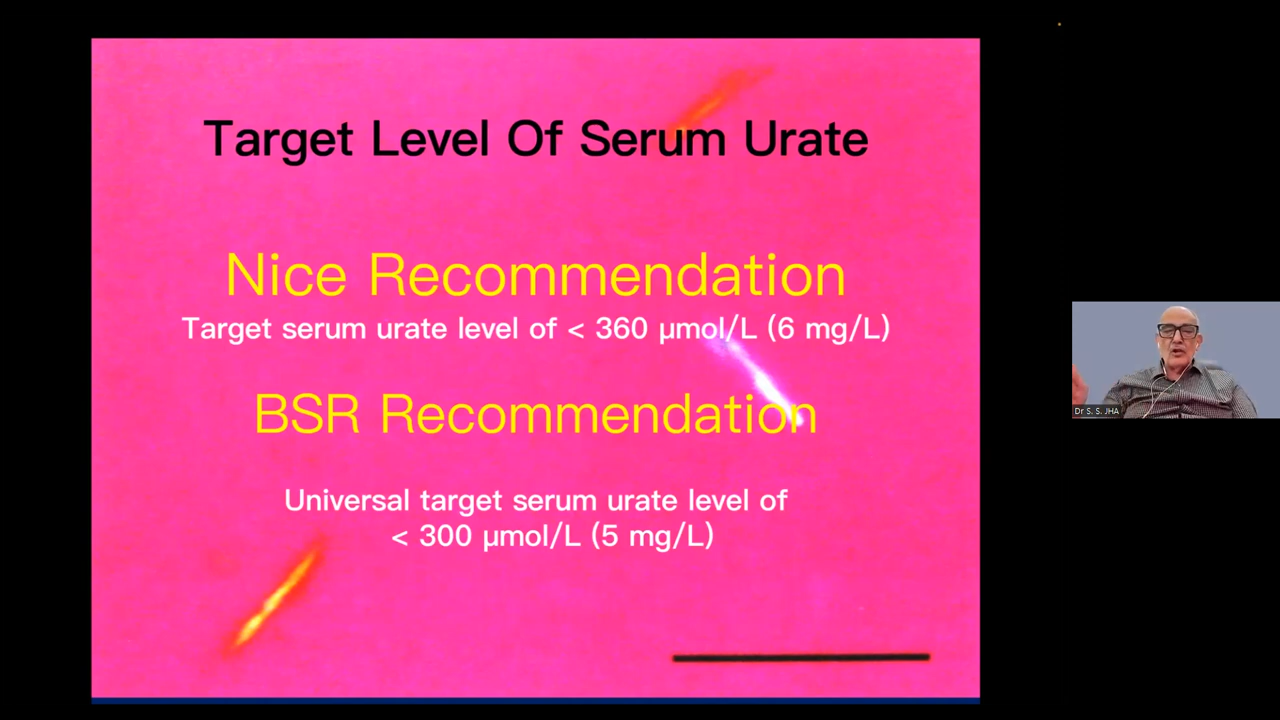 Target Level Of Serum Urate
Nice Recommendation
Target serum urate level of < 360 µmol/L (6 mg/L)
BSR Recommendation
Universal target serum urate level of
< 300 µmol/L (5 mg/L)
Dr S. S. JHA